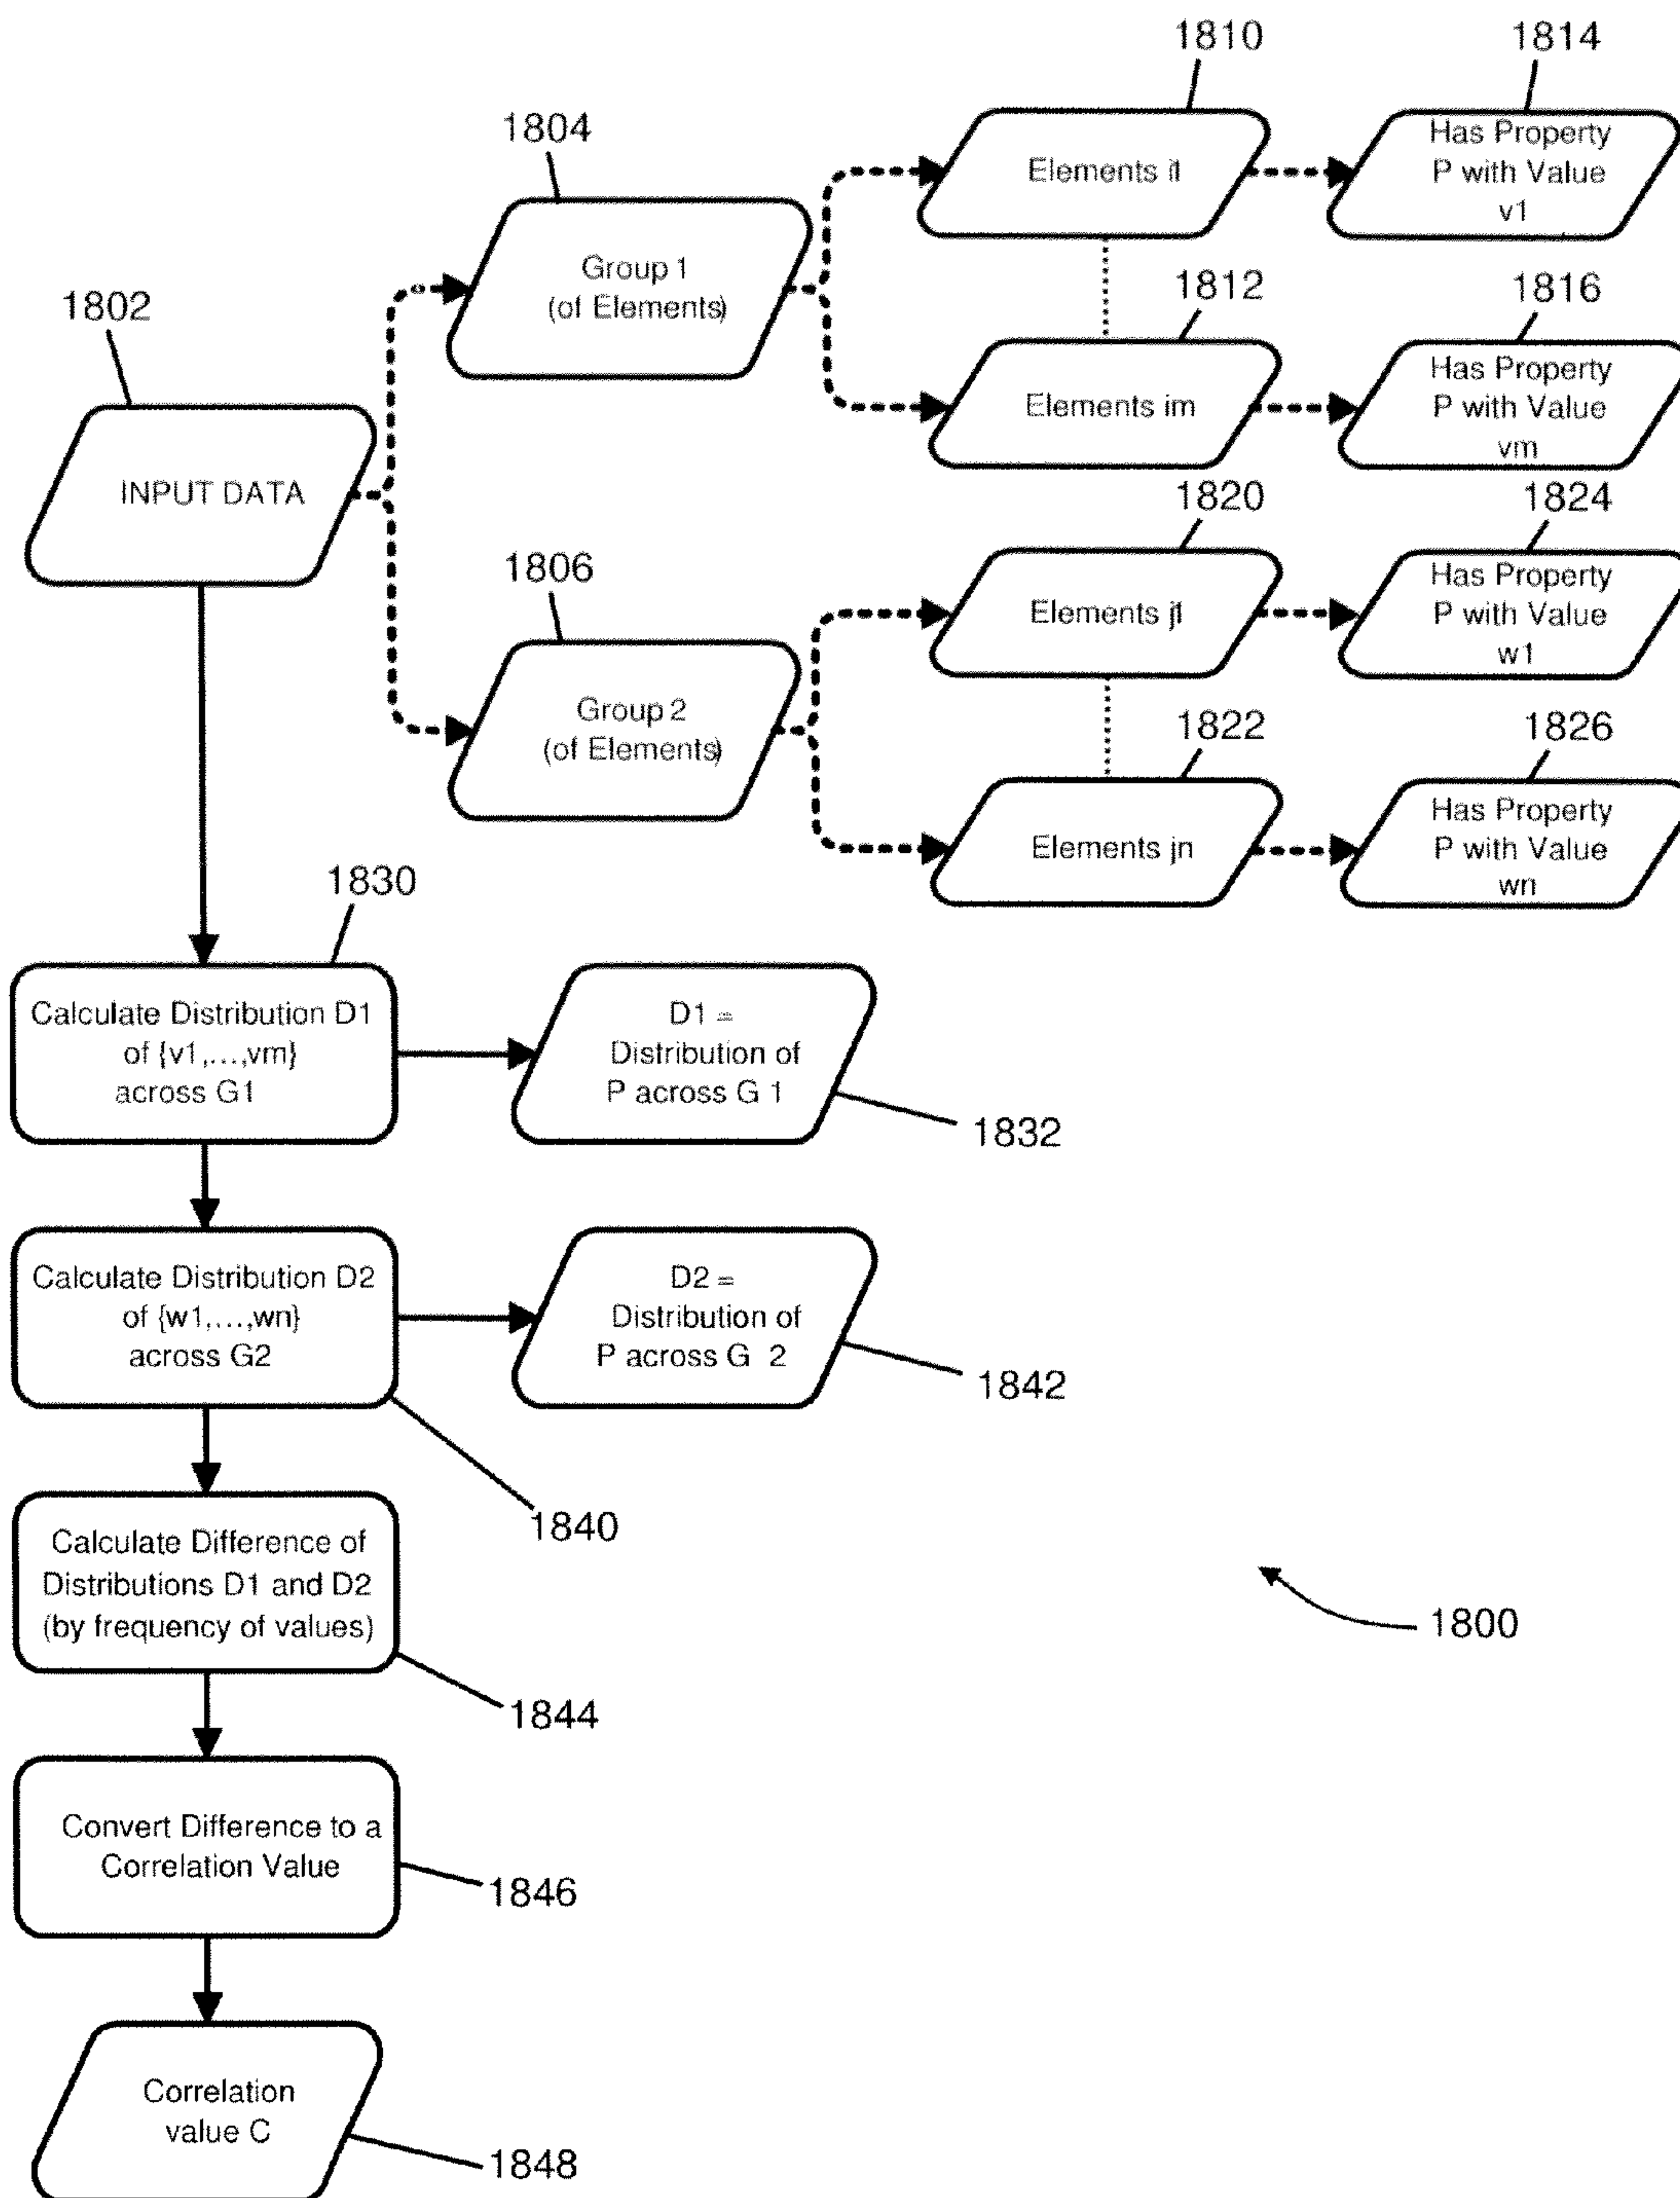 1810
1814
1804
Has Property
P with Value
v1
Elements i1
Group 1
(of Elements)
1802
1812
1816
Has Property
P with Value
vm
Elements im
INPUT DATA
1820
1824
1806
Has Property
P with Value
w1
Elements j1
Group 2
(of Elements)
1822
1826
Has Property
P with Value
wn
Elements jn
1830
Calculate Distribution D1
of {v1,...,vm}
across G1
D1 =
Distribution of
P across G 1
1832
Calculate Distribution D2
of {w1,...,wn}
across G2
D2 =
Distribution of
P across G 2
1842
1840
Calculate Difference of
Distributions D1 and D2
(by frequency of values)
1800
1844
Convert Difference to a
Correlation Value
1846
Correlation
value C
1848